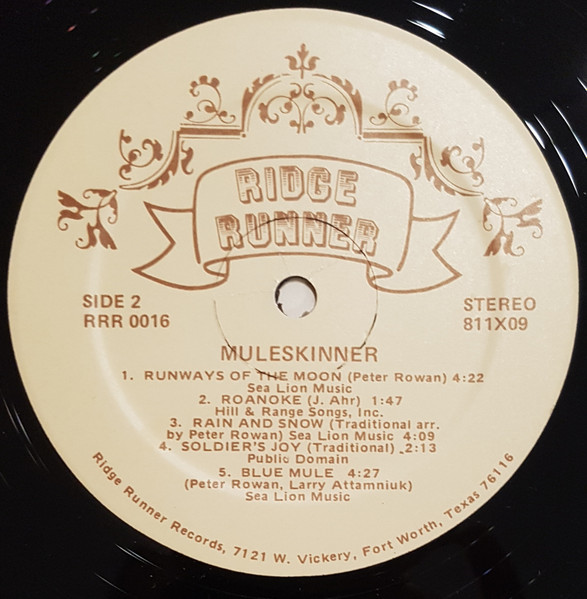 RIDGE
RUNNER
SIDE 2
RRR 0016
STEREO
811X09
MULESKINNER
1. RUNWAYS OF THE MOON (Peter Rowan) 4:22
Sea Lion Music
2. ROANOKE (J. Ahr) 1:47
Hill & Range Songs, Inc.
3. RAIN AND SNOW (Traditional arr.
by Peter Rowan) Sea Lion Music 4:09
4. SOLDIER'S JOY (Traditional) 2:13
Public Domain
5. BLUE MULE 4:27
(Peter Rowan, Larry Attamniuk)
Sea Lion Music
Ridge Runner Records, 7121 W. Vickery, Fort Worth, Texas 76116